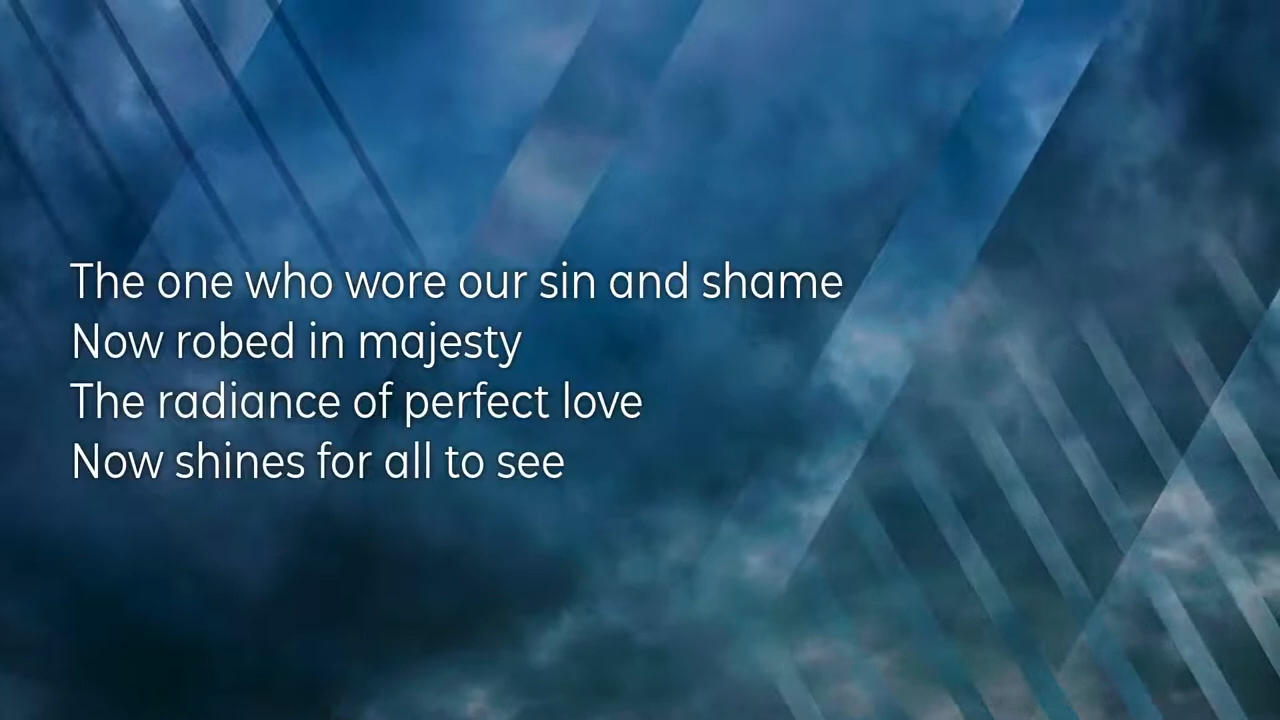 The one who wore our sin and shame
Now robed in majesty
The radiance of perfect love
Now shines for all to see